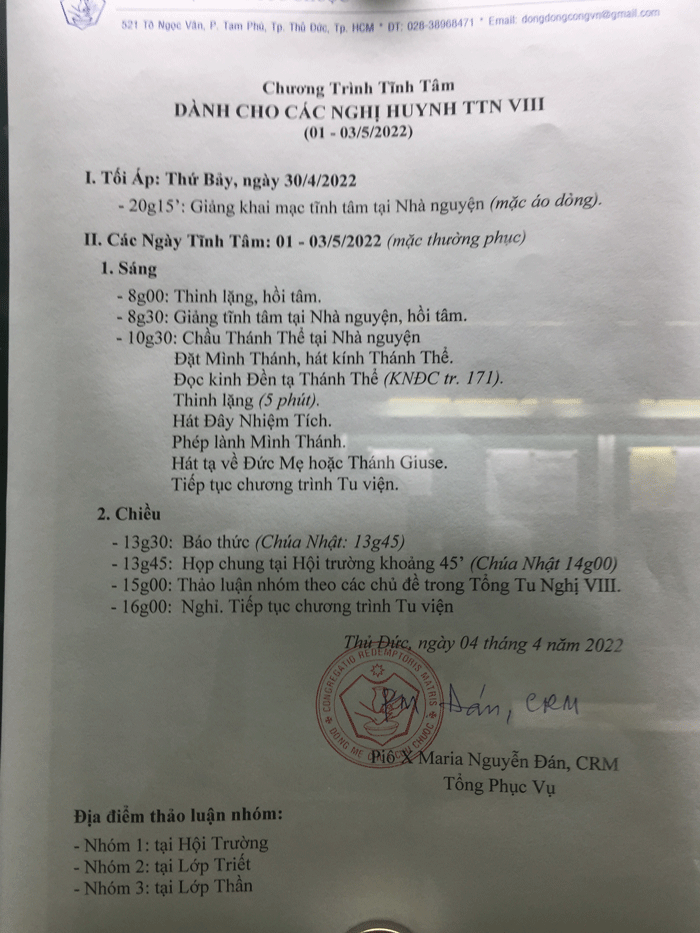 521 Tô Ngọc Vân, P. Tam Phú, Tp. Thủ Đức, Tp. HCM * ĐT: 028-38968471 * Email: dongdongcongvn@gmail.com
Chương Trình Tĩnh Tâm
DÀNH CHO CÁC NGHỊ HUYNH TTN VIII
(01 - 03/5/2022)
I. Tối Áp: Thứ Bảy, ngày 30/4/2022
- 20g15’: Giảng khai mạc tĩnh tâm tại Nhà nguyện (mặc áo dòng).
II. Các Ngày Tĩnh Tâm: 01 - 03/5/2022 (mặc thường phục)
1. Sáng
- 8g00: Thinh lặng, hồi tâm.
- 8g30: Giảng tĩnh tâm tại Nhà nguyện, hồi tâm.
- 10g30: Chầu Thánh Thể tại Nhà nguyện
Đặt Mình Thánh, hát kính Thánh Thể.
Đọc kinh Đền tạ Thánh Thể (KNĐC tr. 171).
Thinh lặng (5 phút).
Hát Đây Nhiệm Tích.
Phép lành Mình Thánh.
Hát tạ về Đức Mẹ hoặc Thánh Giuse.
Tiếp tục chương trình Tu viện.
2. Chiều
- 13g30: Báo thức (Chúa Nhật: 13g45)
- 13g45: Họp chung tại Hội trường khoảng 45’ (Chúa Nhật 14g00)
- 15g00: Thảo luận nhóm theo các chủ đề trong Tổng Tu Nghị VIII.
- 16g00: Nghỉ. Tiếp tục chương trình Tu viện
Thủ Đức, ngày 04 tháng 4 năm 2022
CONGREGATIO REDEMPTORIS MATRIS
DÒNG MẸ CHÚA CỨU CHUỘC
Đán, CRM
Piô X Maria Nguyễn Đán, CRM
Tổng Phục Vụ
Địa điểm thảo luận nhóm:
- Nhóm 1: tại Hội Trường
- Nhóm 2: tại Lớp Triết
- Nhóm 3: tại Lớp Thần